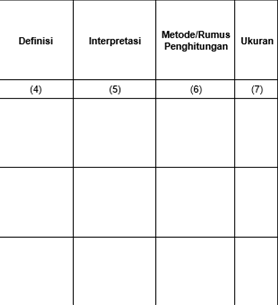 Definisi Interpretasi Metode/Rumus Penghitungan Ukuran
(4) (5) (6) (7)